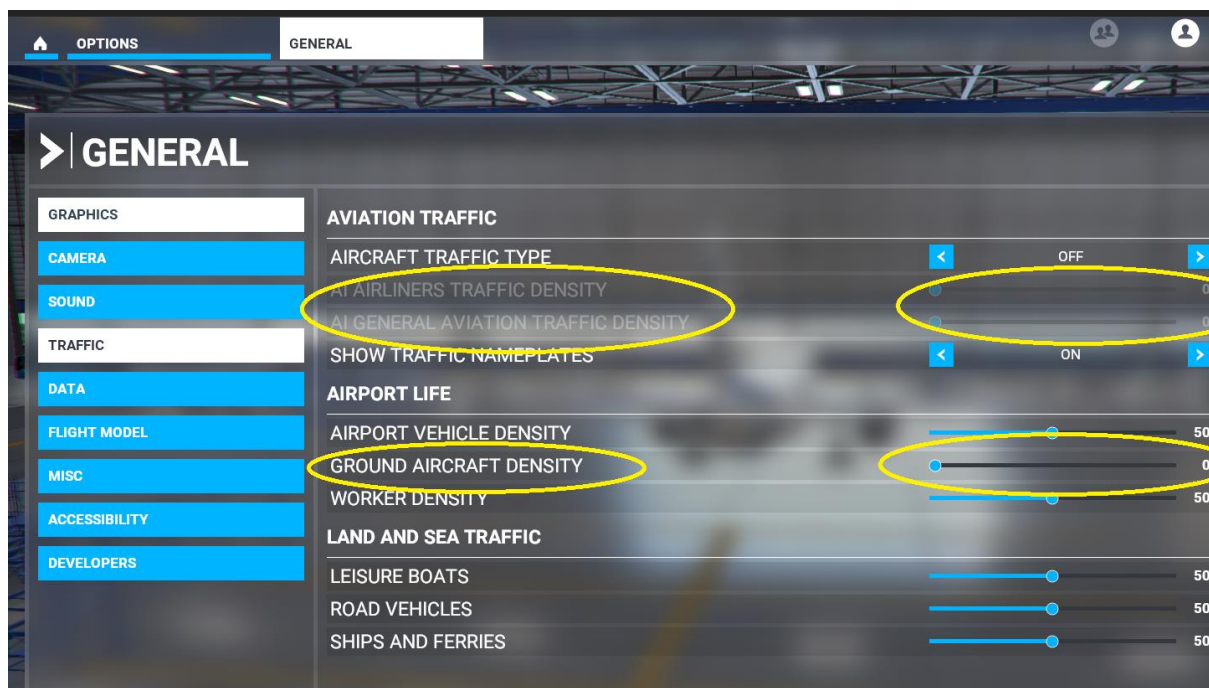 OPTIONS GENERAL
GENERAL
GRAPHICS
CAMERA
SOUND
TRAFFIC
DATA
FLIGHT MODEL
MISC
ACCESSIBILITY
DEVELOPERS
AVIATION TRAFFIC
AIRCRAFT TRAFFIC TYPE OFF
AI AIRLINERS TRAFFIC DENSITY 0
AI GENERAL AVIATION TRAFFIC DENSITY 0
SHOW TRAFFIC NAMEPLATES ON
AIRPORT LIFE
AIRPORT VEHICLE DENSITY 50
GROUND AIRCRAFT DENSITY 0
WORKER DENSITY 50
LAND AND SEA TRAFFIC
LEISURE BOATS 50
ROAD VEHICLES 50
SHIPS AND FERRIES 50